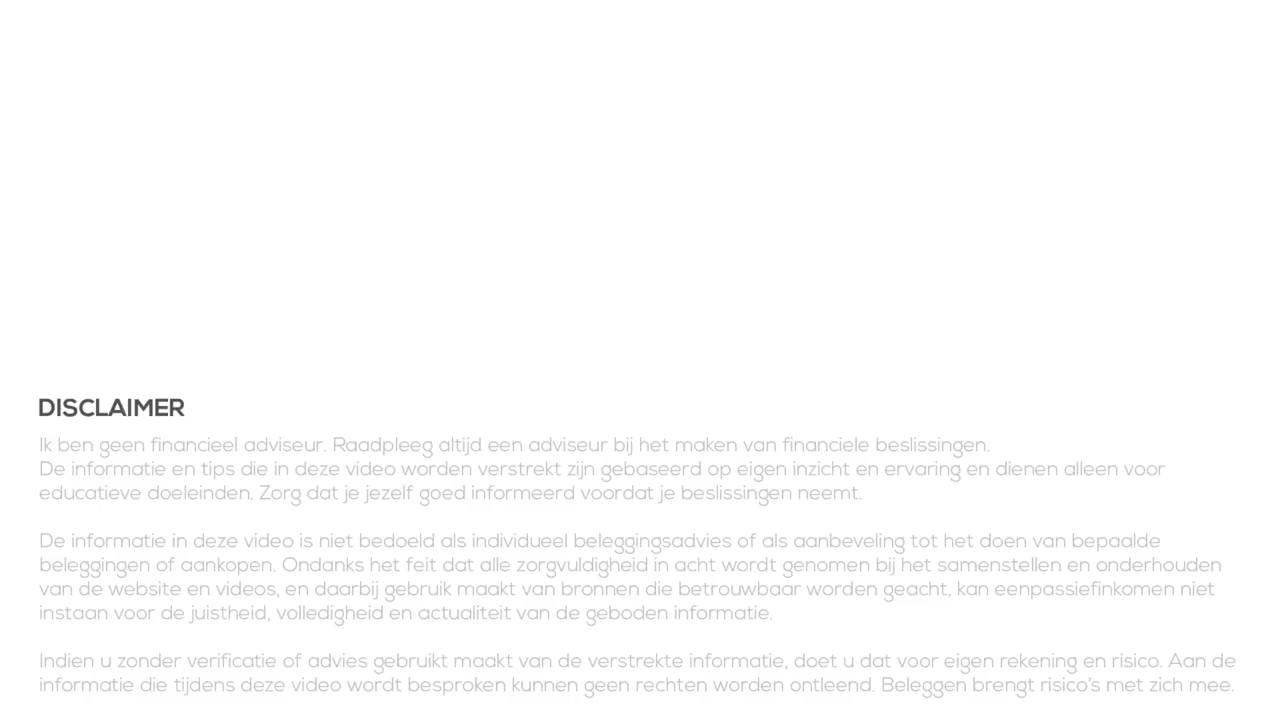 DISCLAIMER
Ik ben geen financieel adviseur. Raadpleeg altijd een adviseur bij het maken van financiele beslissingen.
De informatie en tips die in deze video worden verstrekt zijn gebaseerd op eigen inzicht en ervaring en dienen alleen voor
educatieve doeleinden. Zorg dat je jezelf goed informeerd voordat je beslissingen neemt.
De informatie in deze video is niet bedoeld als individueel beleggingsadvies of als aanbeveling tot het doen van bepaalde
beleggingen of aankopen. Ondanks het feit dat alle zorgvuldigheid in acht wordt genomen bij het samenstellen en onderhouden
van de website en videos, en daarbij gebruik maakt van bronnen die betrouwbaar worden geacht, kan eenpassiefinkomen niet
instaan voor de juistheid, volledigheid en actualiteit van de geboden informatie.
Indien u zonder verificatie of advies gebruikt maakt van de verstrekte informatie, doet u dat voor eigen rekening en risico. Aan de
informatie die tijdens deze video wordt besproken kunnen geen rechten worden ontleend. Beleggen brengt risico's met zich mee.